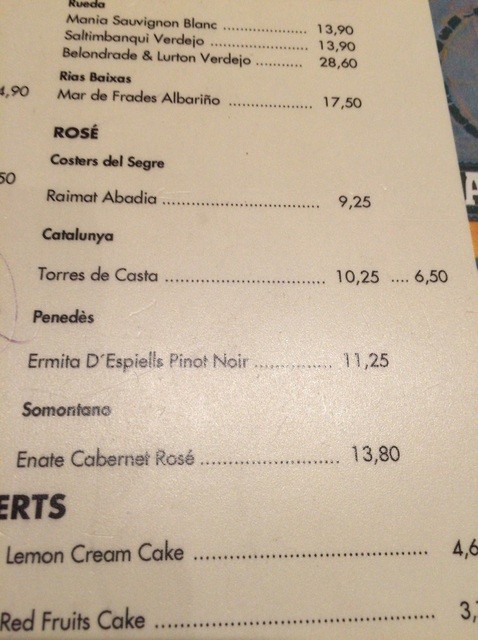 Rueda
Mania Sauvignon Blanc ..................... 13,90
Saltimbanqui Verdejo ................... 13,90
Belondrade & Lurton Verdejo .......... 28,60
Rias Baixas
4,90
Mar de Frades Albariño ................. 17,50
ROSÉ
Costers del Segre
50
Raimat Abadia ................................ 9,25
Catalunya
Torres de Casta ................................ 10,25 .... 6,50
Penedès
Ermita D´Espiells Pinot Noir ............... 11,25
Somontano
Enate Cabernet Rosé .......................... 13,80
ERTS
Lemon Cream Cake ........................................ 4,6
Red Fruits Cake ............................................. 3,